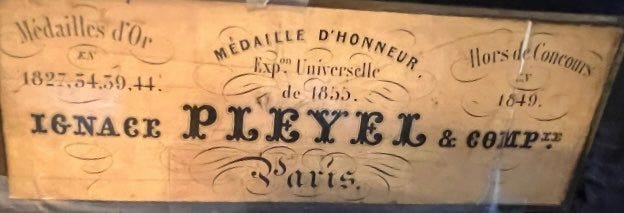 Médailles d'Or
EN
1827, 34, 39, 44.
MÉDAILLE D'HONNEUR.
Expon Universelle
de 1855.
Hors de Concours
EN
1849.
IGNACE PLEYEL & COMPIE
Paris.